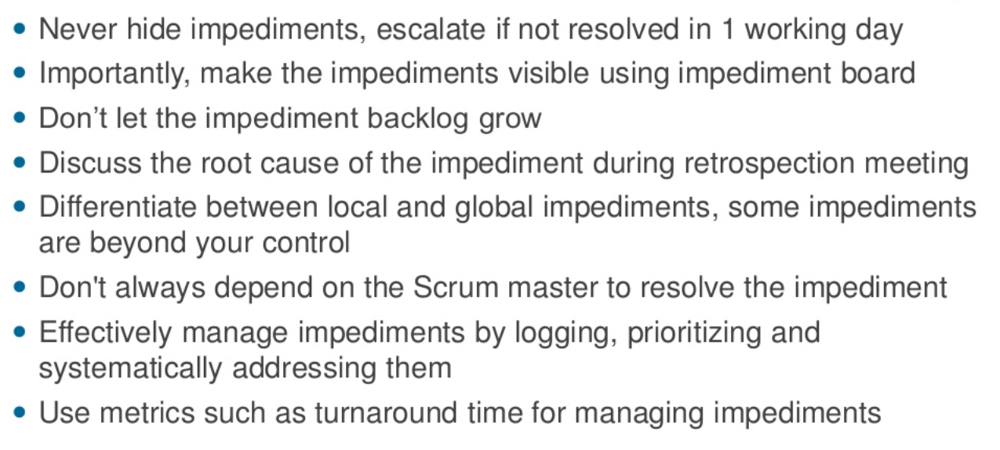 • Never hide impediments, escalate if not resolved in 1 working day
• Importantly, make the impediments visible using impediment board
• Don’t let the impediment backlog grow
• Discuss the root cause of the impediment during retrospection meeting
• Differentiate between local and global impediments, some impediments
are beyond your control
• Don't always depend on the Scrum master to resolve the impediment
• Effectively manage impediments by logging, prioritizing and
systematically addressing them
• Use metrics such as turnaround time for managing impediments